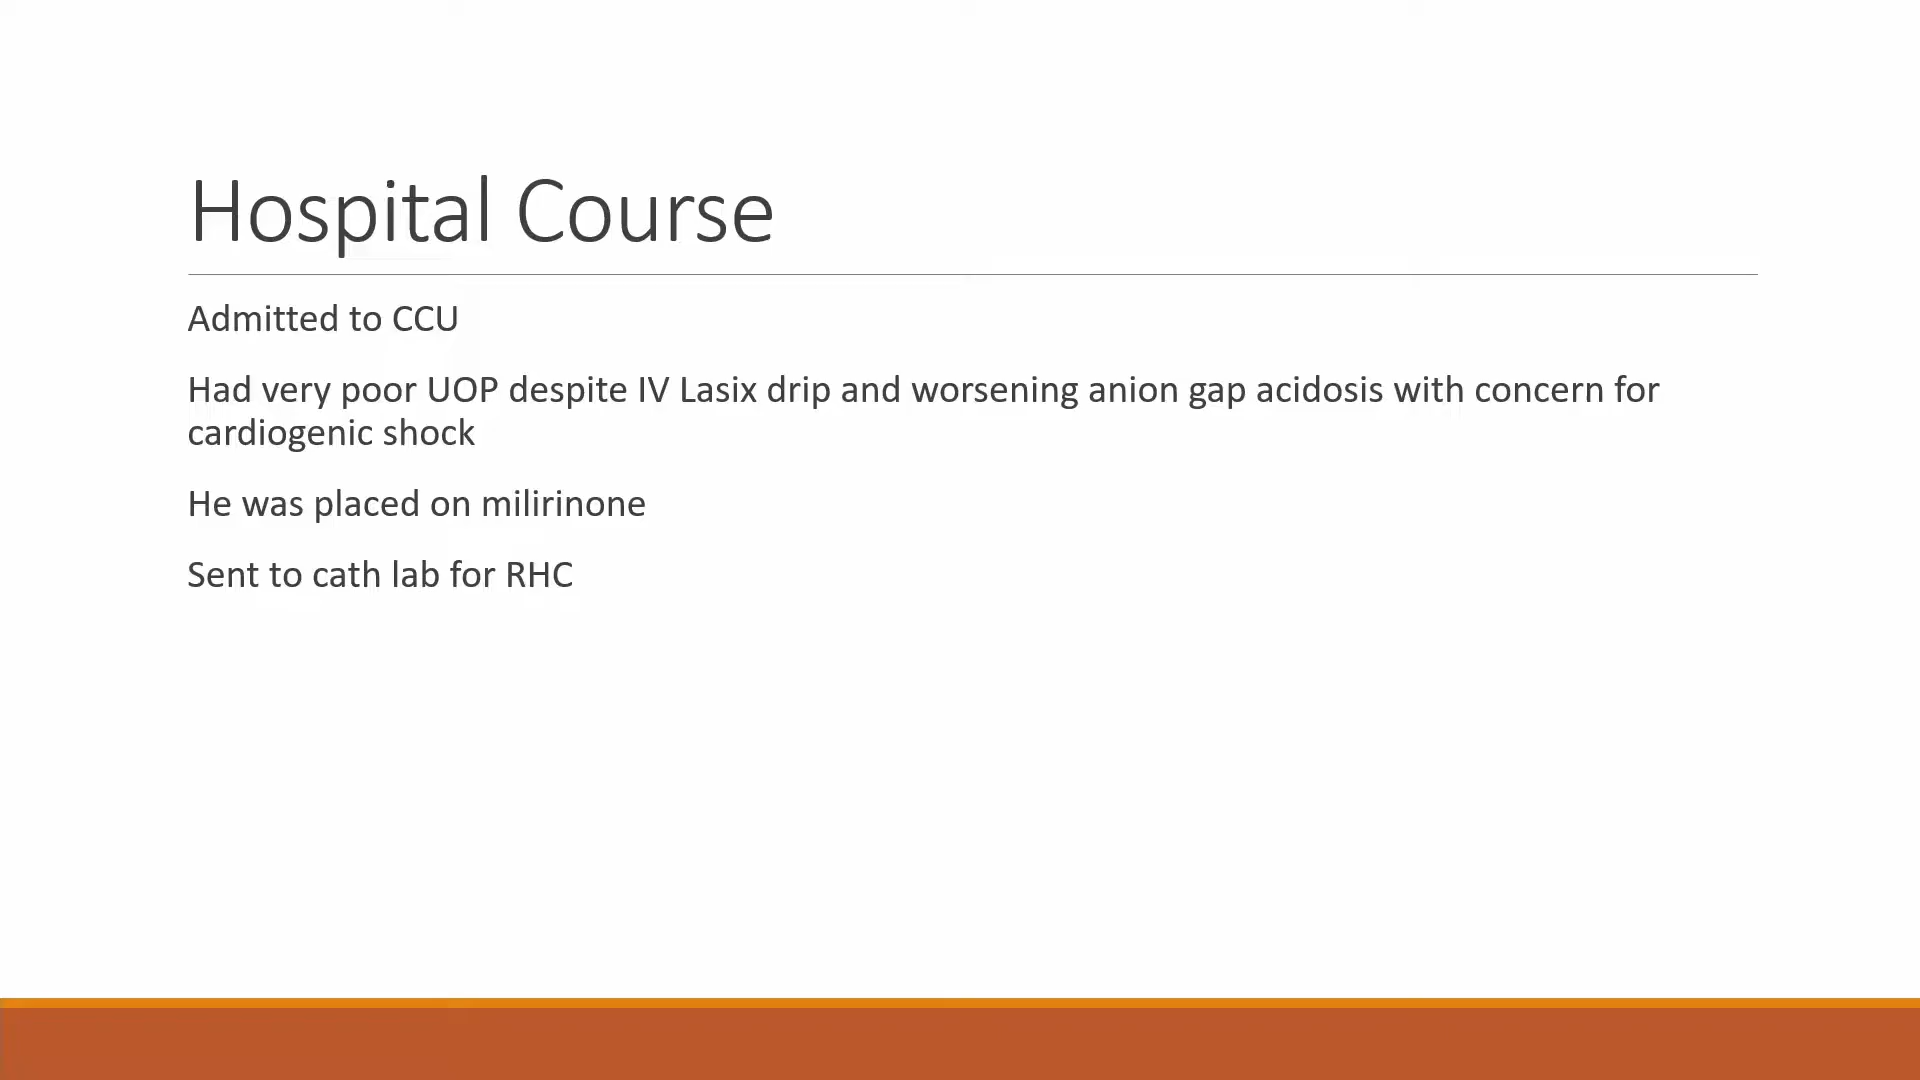 Hospital Course
Admitted to CCU
Had very poor UOP despite IV Lasix drip and worsening anion gap acidosis with concern for
cardiogenic shock
He was placed on milirinone
Sent to cath lab for RHC